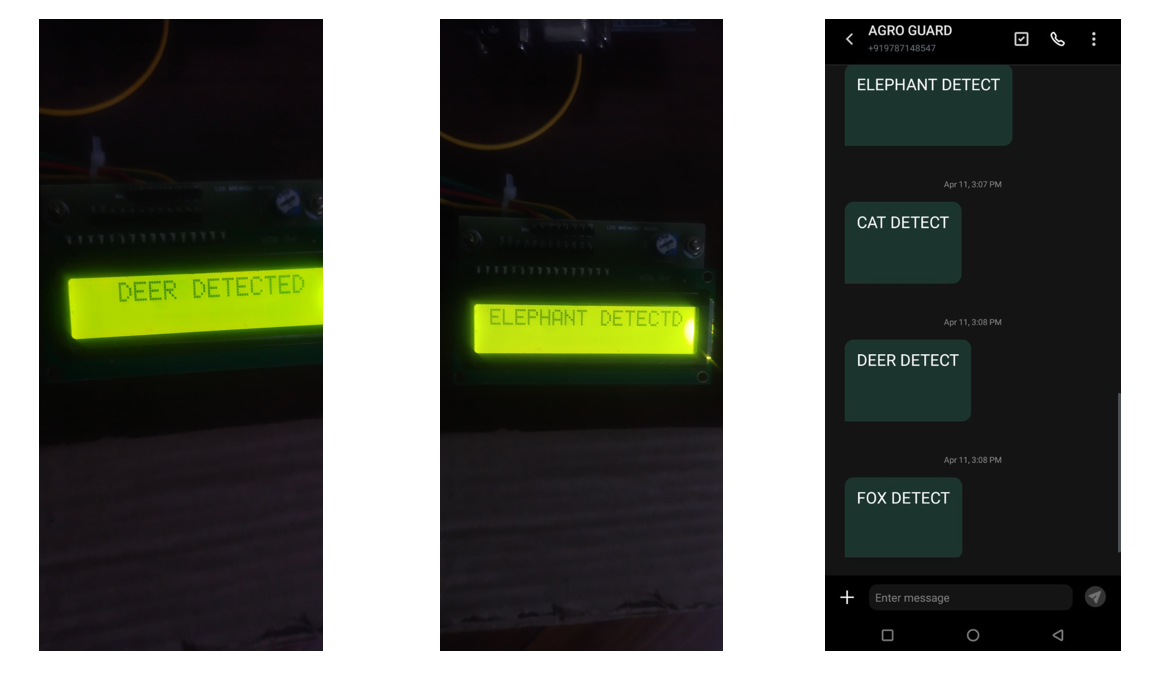 DEER DETECTED
ELEPHANT DETECTD
AGRO GUARD
+919787148547
ELEPHANT DETECT
Apr 11, 3:07 PM
CAT DETECT
Apr 11, 3:08 PM
DEER DETECT
Apr 11, 3:08 PM
FOX DETECT
Enter message